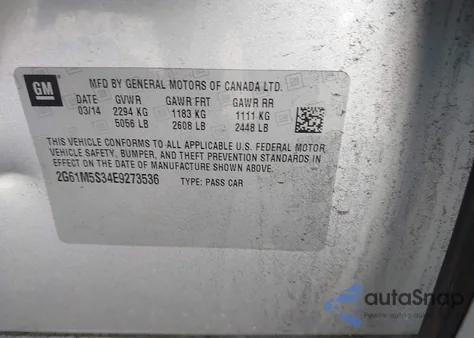 GM
MFD BY GENERAL MOTORS OF CANADA LTD.
DATE GVWR GAWR FRT GAWR RR
03/14 2294 KG 1183 KG 1111 KG
5056 LB 2608 LB 2448 LB
THIS VEHICLE CONFORMS TO ALL APPLICABLE U.S. FEDERAL MOTOR
VEHICLE SAFETY, BUMPER, AND THEFT PREVENTION STANDARDS IN
EFFECT ON THE DATE OF MANUFACTURE SHOWN ABOVE.
2G61M5S34E9273536 TYPE: PASS CAR
autoSnap